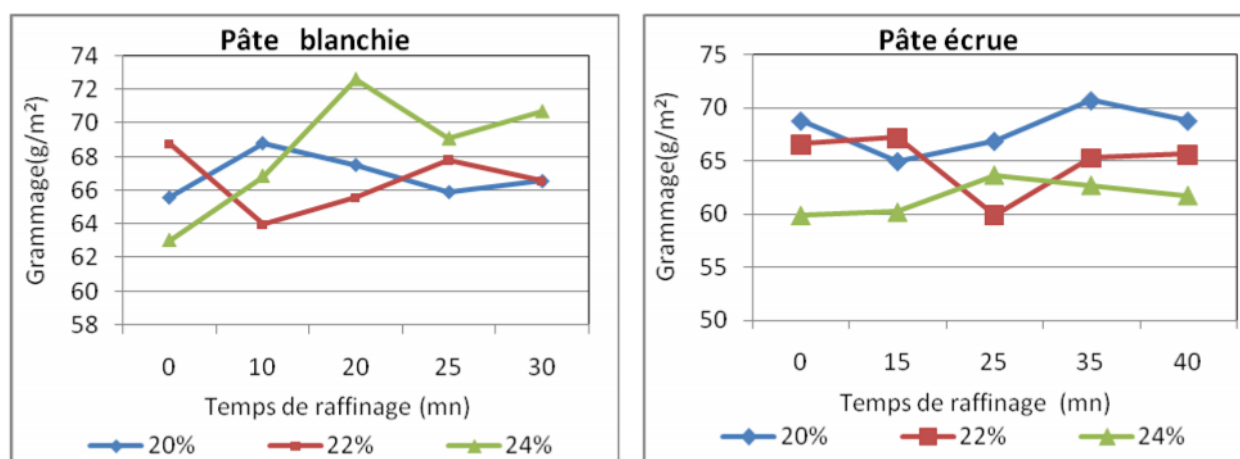 Pâte blanchie
Grammage(g/m²)
74
72
70
68
66
64
62
60
58
0 10 20 25 30
Temps de raffinage (mn)
20% 22% 24%
Pâte écrue
Grammage(g/m²)
75
70
65
60
55
50
0 15 25 35 40
Temps de raffinage (mn)
20% 22% 24%